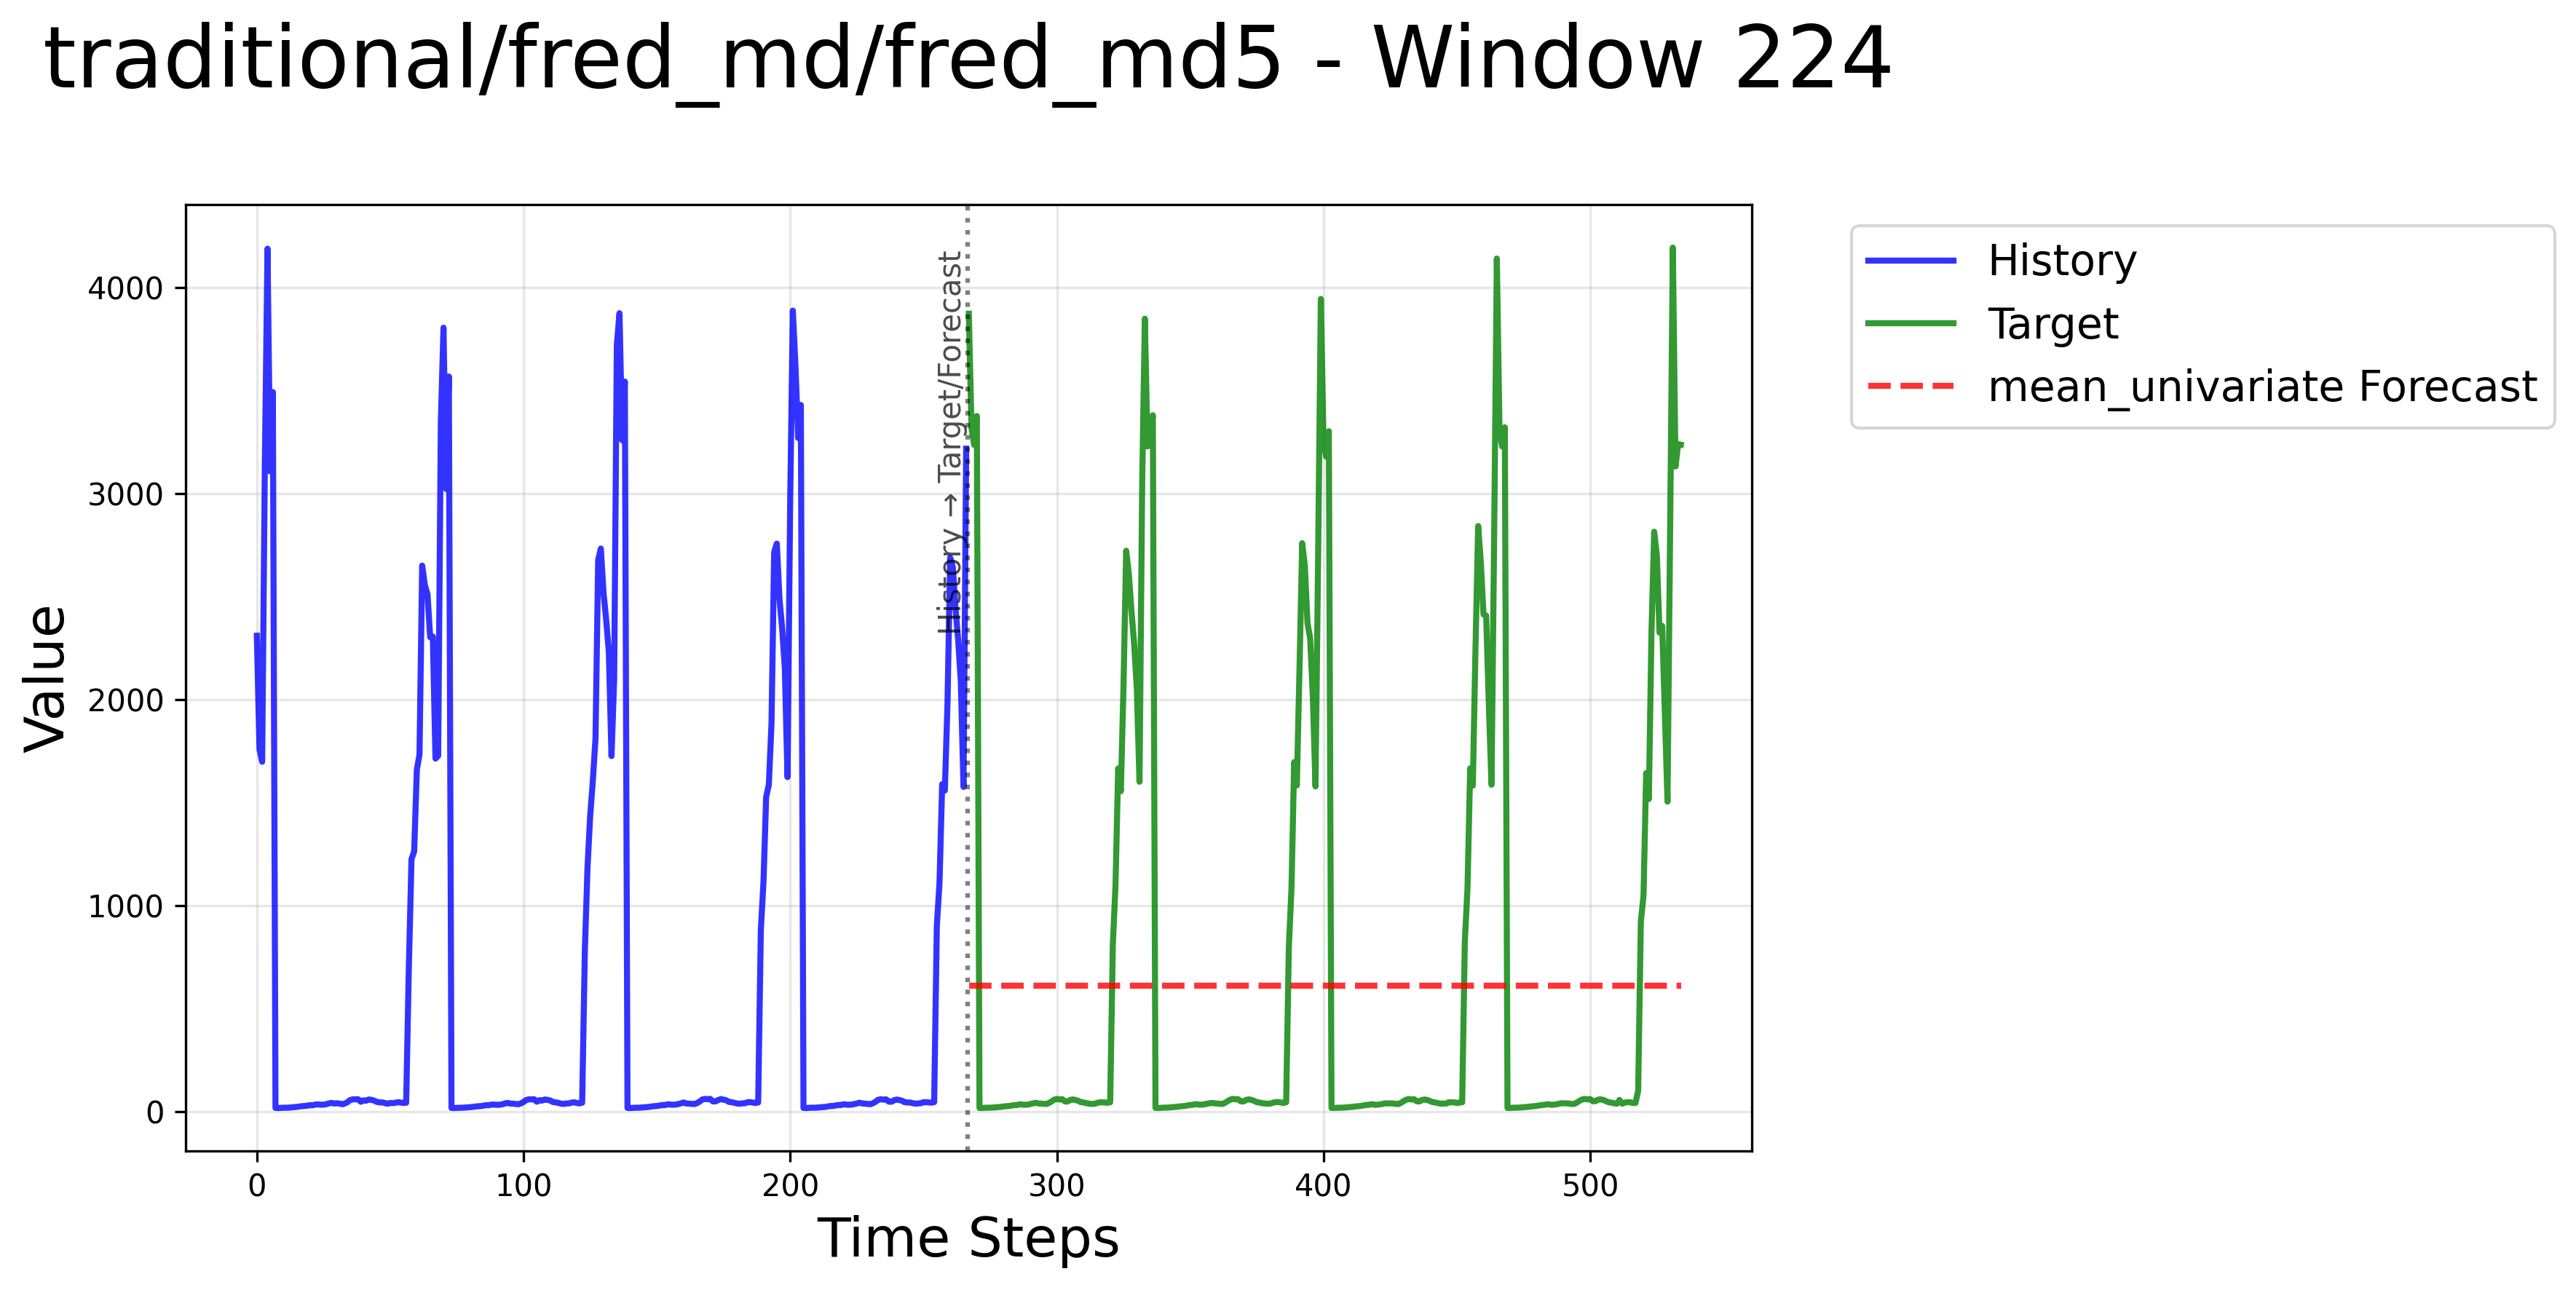 traditional/fred_md/fred_md5 - Window 224
History
Target
mean_univariate Forecast
History → Target/Forecast
Value
4000
3000
2000
1000
0
0 100 200 300 400 500
Time Steps